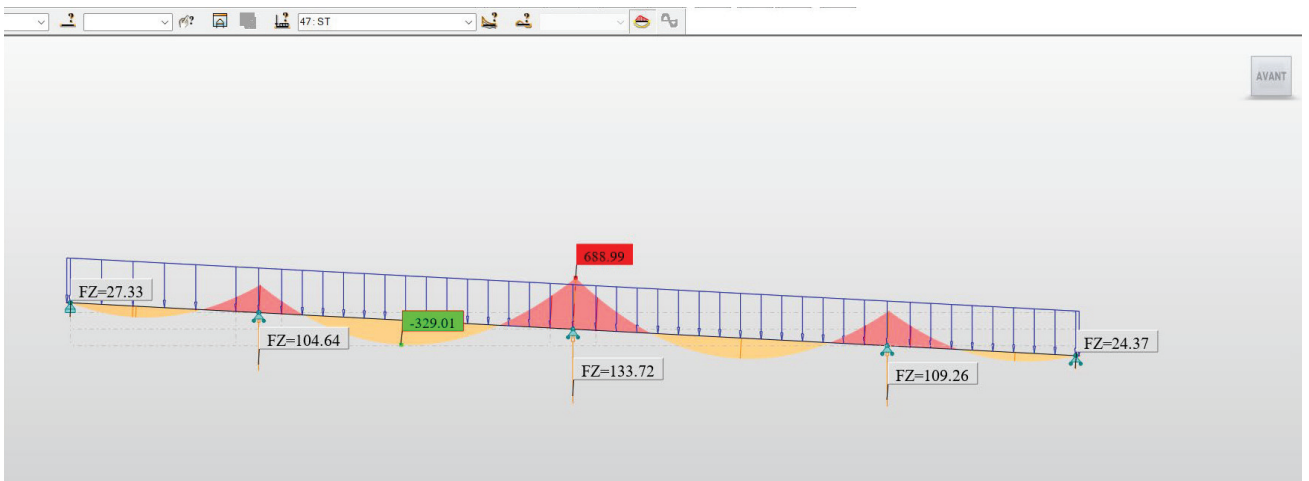 47: ST
AVANT
688.99
FZ=27.33
-329.01
FZ=104.64
FZ=24.37
FZ=133.72
FZ=109.26